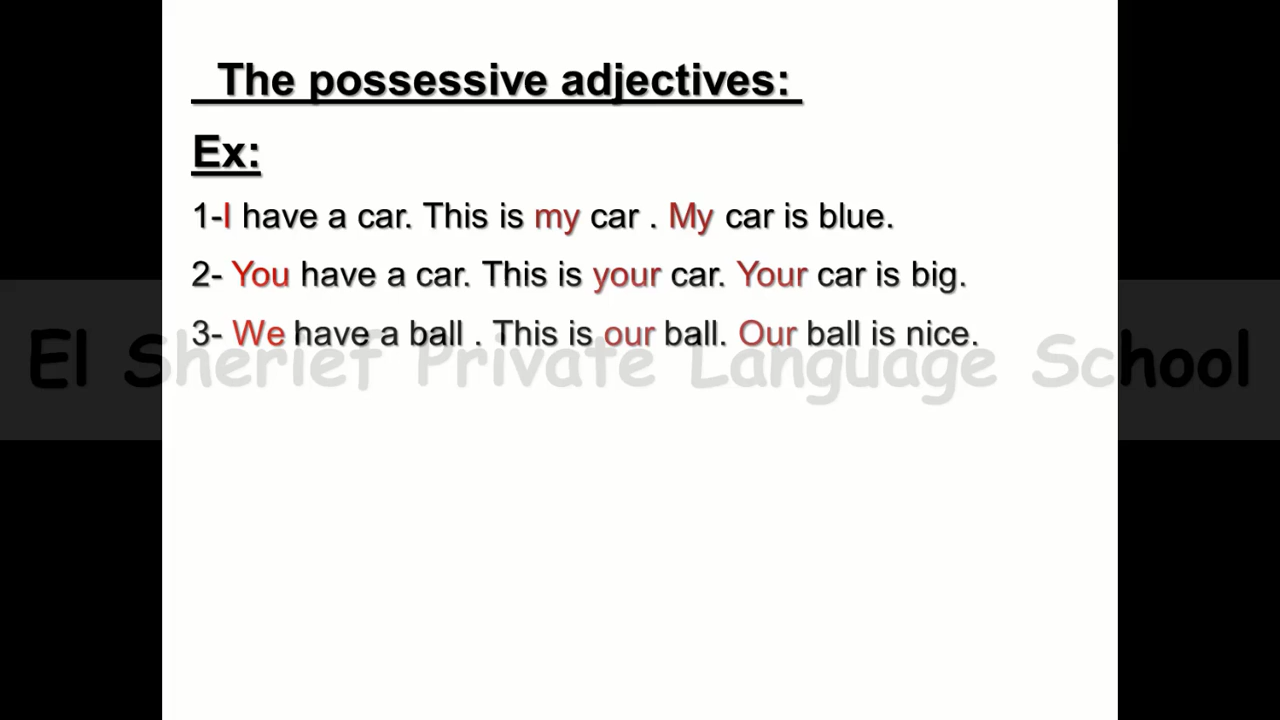 The possessive adjectives:
Ex:
1-I have a car. This is my car . My car is blue.
2- You have a car. This is your car. Your car is big.
3- We have a ball . This is our ball. Our ball is nice.
El Sherief Private Language School